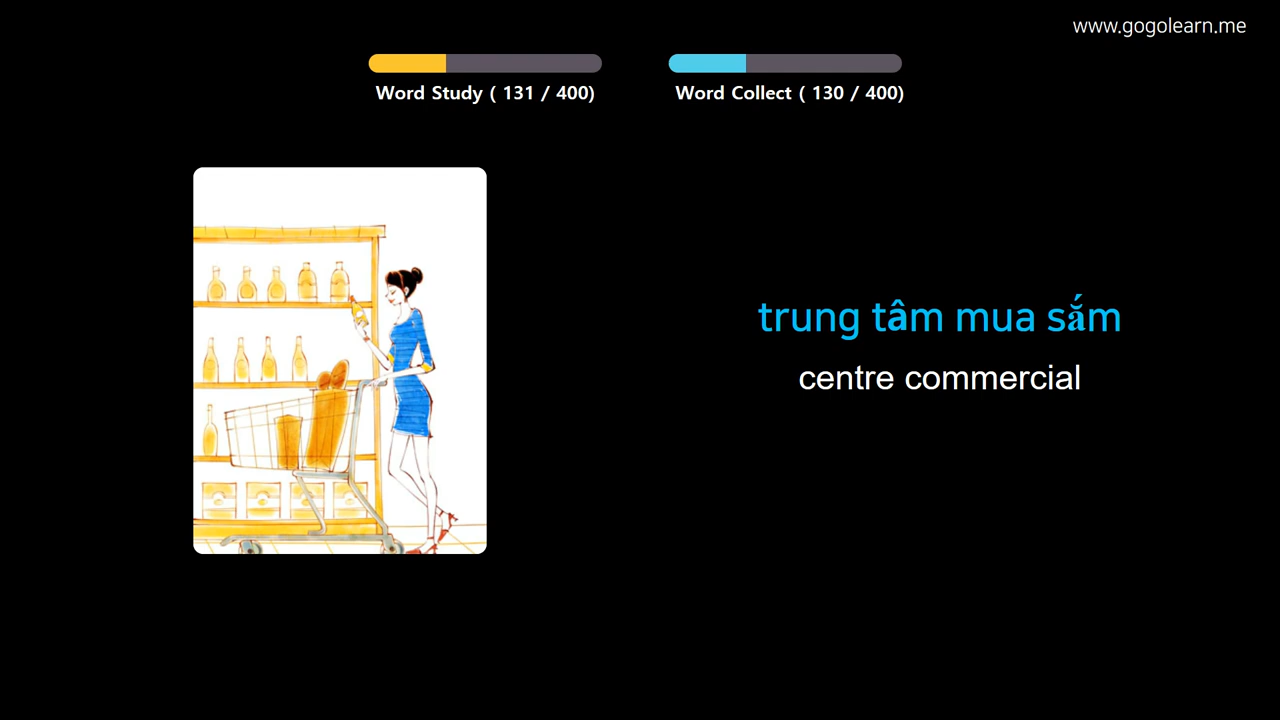 www.gogolearn.me
Word Study ( 131 / 400)
Word Collect ( 130 / 400)
trung tâm mua sắm
centre commercial